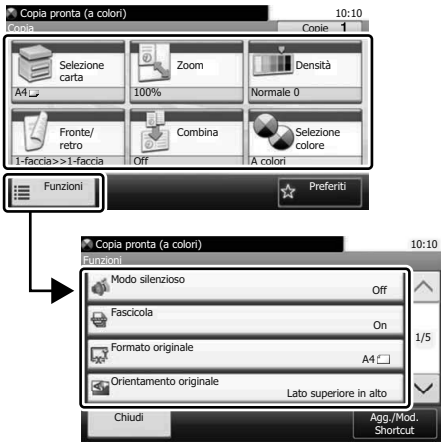 Copia pronta (a colori) 10:10
Copia Copie 1
Selezione
carta
A4
Zoom
100%
Densità
Normale 0
Fronte/
retro
1-faccia>>1-faccia
Combina
Off
Selezione
colore
A colori
Funzioni
Preferiti
Copia pronta (a colori) 10:10
Funzioni
Modo silenzioso
Off
Fascicola
On
Formato originale
A4
Orientamento originale
Lato superiore in alto
1/5
Chiudi
Agg./Mod.
Shortcut